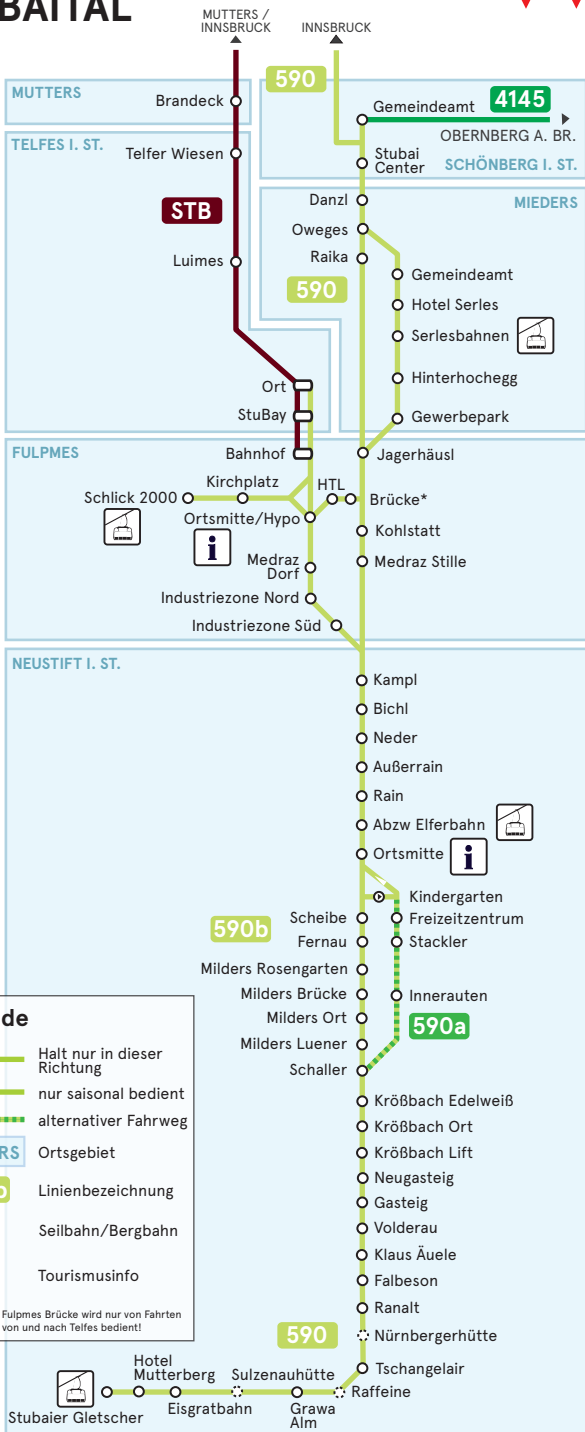 BAITAL
MUTTERS /
INNSBRUCK
INNSBRUCK
590
MUTTERS
Brandeck
Gemeindeamt
4145
OBERNBERG A. BR.
TELFES I. ST.
Telfer Wiesen
Stubai
Center
SCHÖNBERG I. ST.
STB
Danzl
MIEDERS
Oweges
Raika
Luimes
590
Gemeindeamt
Hotel Serles
Serlesbahnen
Hinterhochegg
Ort
StuBay
Gewerbepark
FULPMES
Bahnhof
Jagerhäusl
Kirchplatz
HTL
Schlick 2000
Brücke*
Ortsmitte/Hypo
i
Kohlstatt
Medraz
Dorf
Medraz Stille
Industriezone Nord
Industriezone Süd
NEUSTIFT I. ST.
Kampl
Bichl
Neder
Außerrain
Rain
Abzw Elferbahn
Ortsmitte
i
Kindergarten
Scheibe
Freizeitzentrum
590b
Fernau
Stackler
Milders Rosengarten
Milders Brücke
Innerauten
Milders Ort
590a
Milders Luener
Schaller
de
Halt nur in dieser
Richtung
nur saisonal bedient
alternativer Fahrweg
RS
Ortsgebiet
b
Linienbezeichnung
Seilbahn/Bergbahn
Tourismusinfo
Fulpmes Brücke wird nur von Fahrten
von und nach Telfes bedient!
Krößbach Edelweiß
Krößbach Ort
Krößbach Lift
Neugasteig
Gasteig
Volderau
Klaus Äuele
Falbeson
Ranalt
590
Nürnbergerhütte
Tschangelair
Hotel
Mutterberg
Sulzenauhütte
Raffeine
Stubaier Gletscher
Eisgratbahn
Grawa
Alm